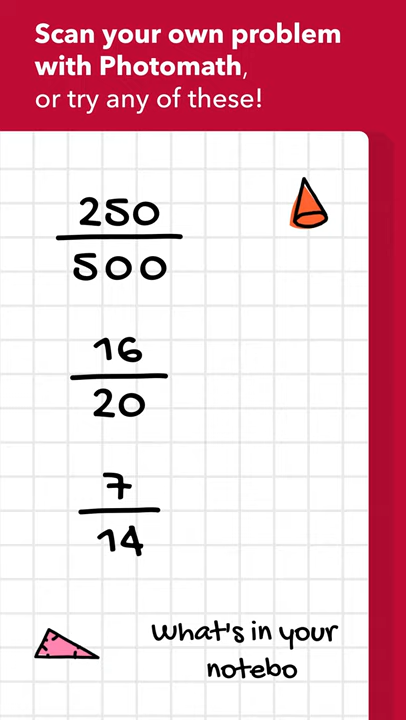 Scan your own problem
with Photomath,
or try any of these!
250
500
16
20
7
14
What's in your
notebo